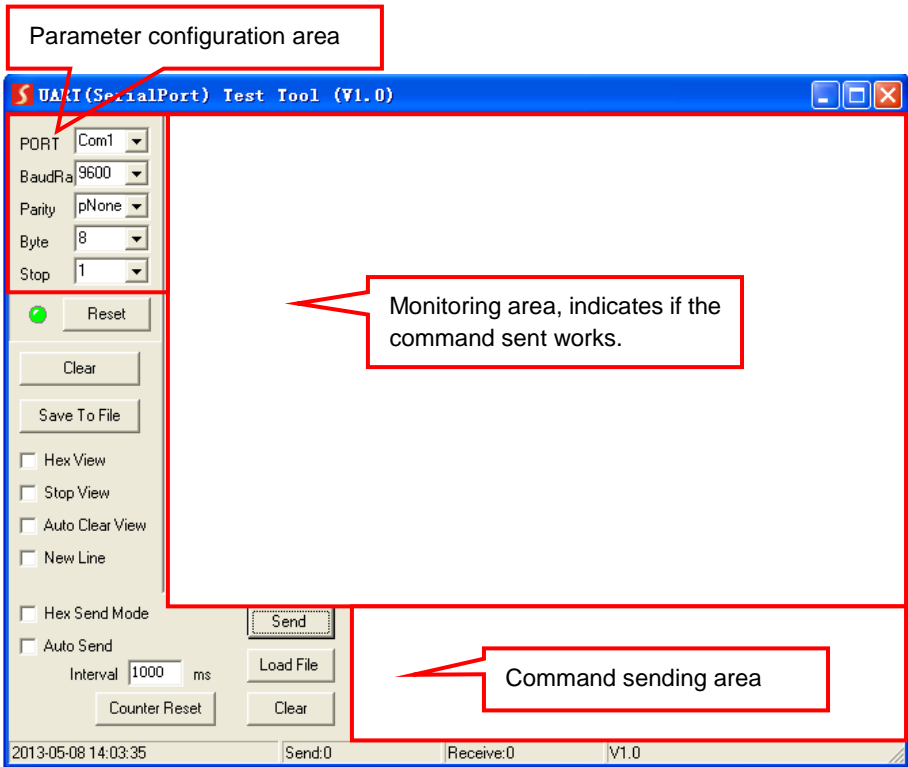 Parameter configuration area
UART(SerialPort) Test Tool (V1.0)
PORT Com1
BaudRa 9600
Parity pNone
Byte 8
Stop 1
Reset
Monitoring area, indicates if the
command sent works.
Clear
Save To File
Hex View
Stop View
Auto Clear View
New Line
Hex Send Mode
Send
Auto Send
Interval 1000 ms
Load File
Command sending area
Counter Reset
Clear
2013-05-08 14:03:35 Send:0 Receive:0 V1.0